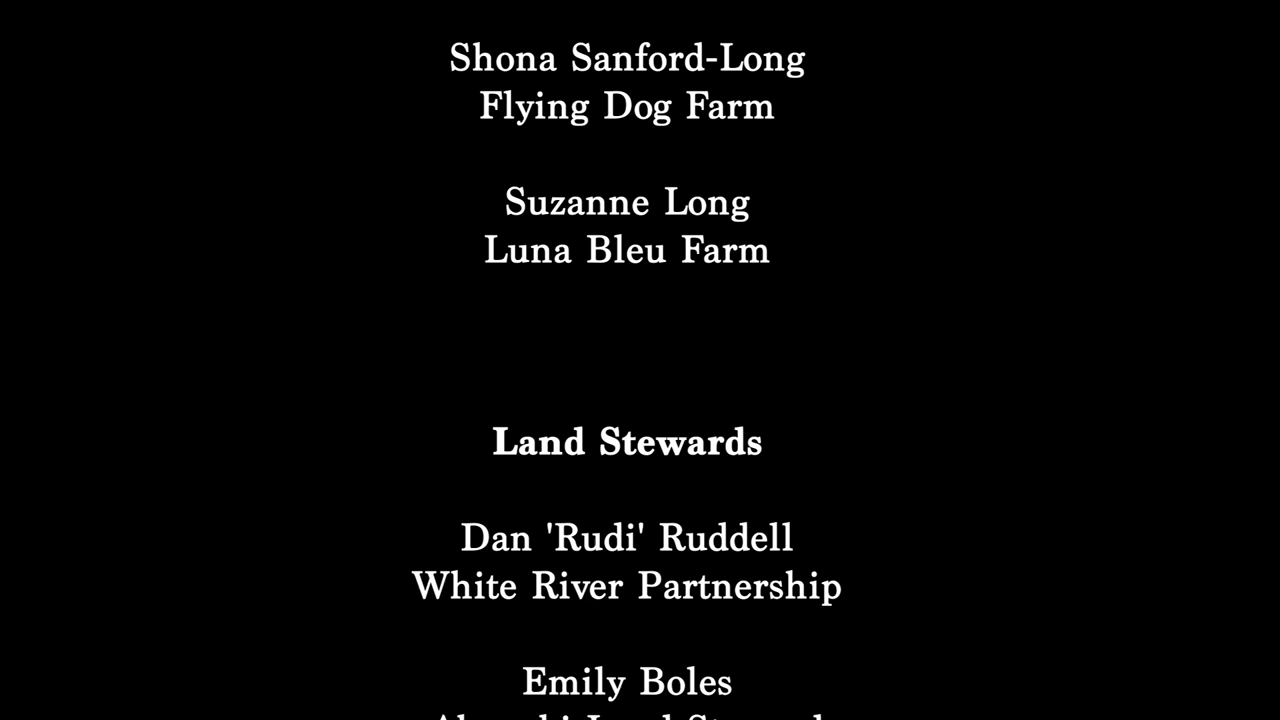 Shona Sanford-Long
Flying Dog Farm
Suzanne Long
Luna Bleu Farm
Land Stewards
Dan 'Rudi' Ruddell
White River Partnership
Emily Boles